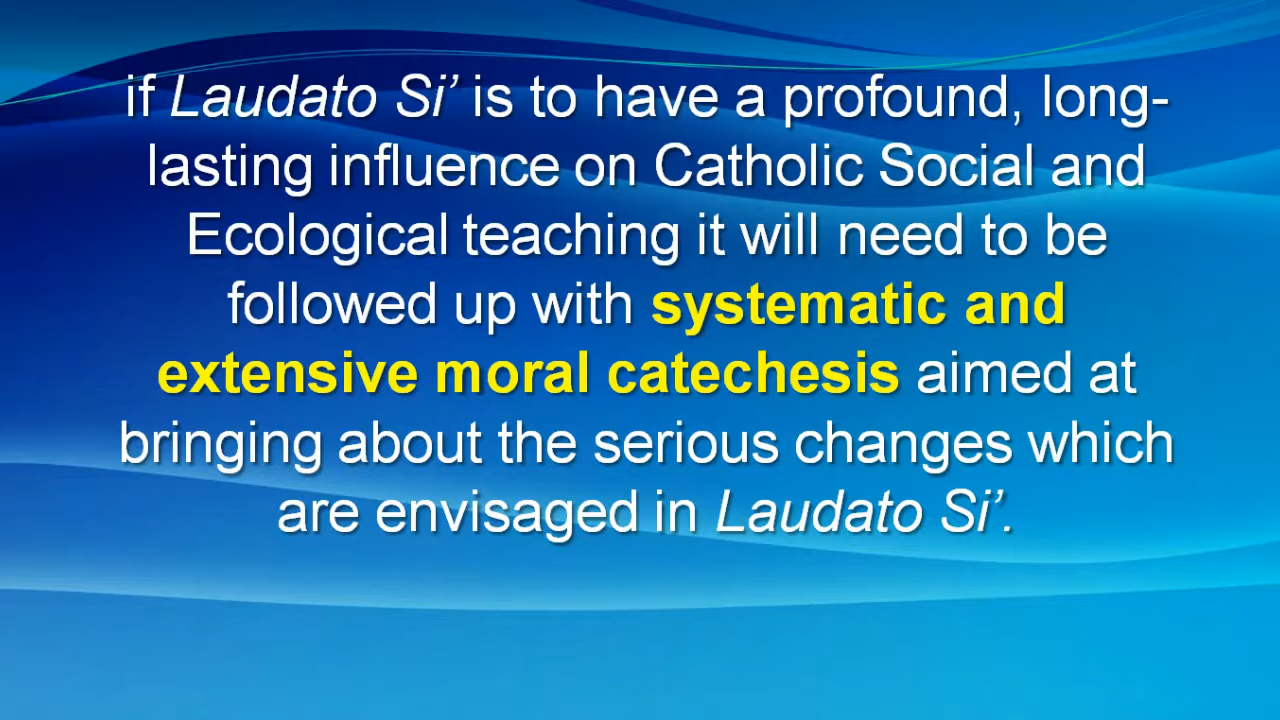 if Laudato Si’ is to have a profound, long-
lasting influence on Catholic Social and
Ecological teaching it will need to be
followed up with systematic and
extensive moral catechesis aimed at
bringing about the serious changes which
are envisaged in Laudato Si’.